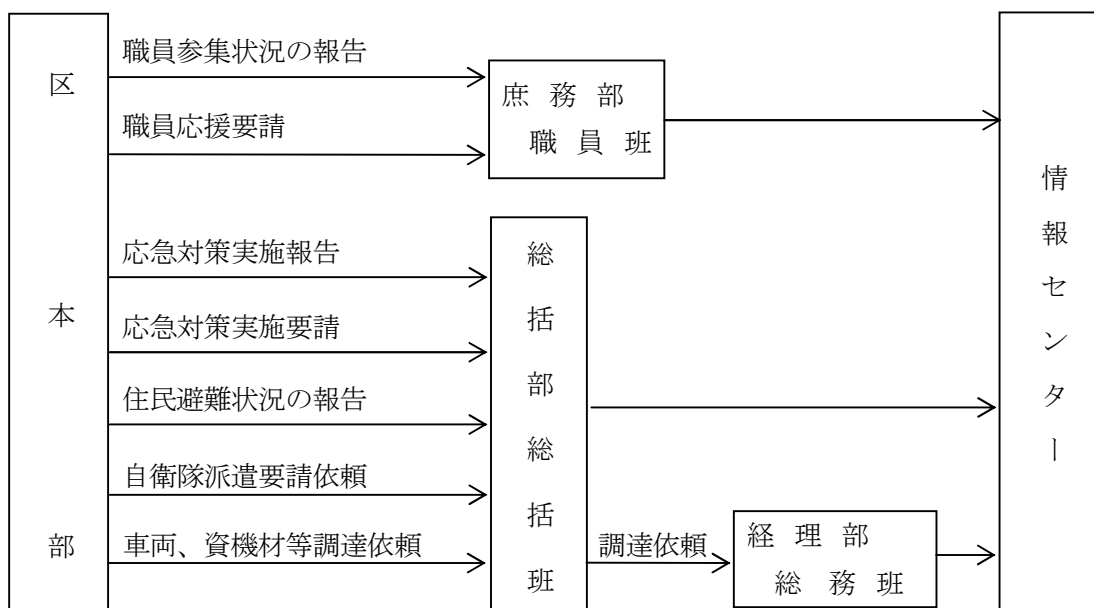 区本部
職員参集状況の報告
職員応援要請
庶務部
職員班
応急対策実施報告
応急対策実施要請
住民避難状況の報告
自衛隊派遣要請依頼
車両、資機材等調達依頼
総括部総括班
調達依頼
経理部
総務班
情報センター